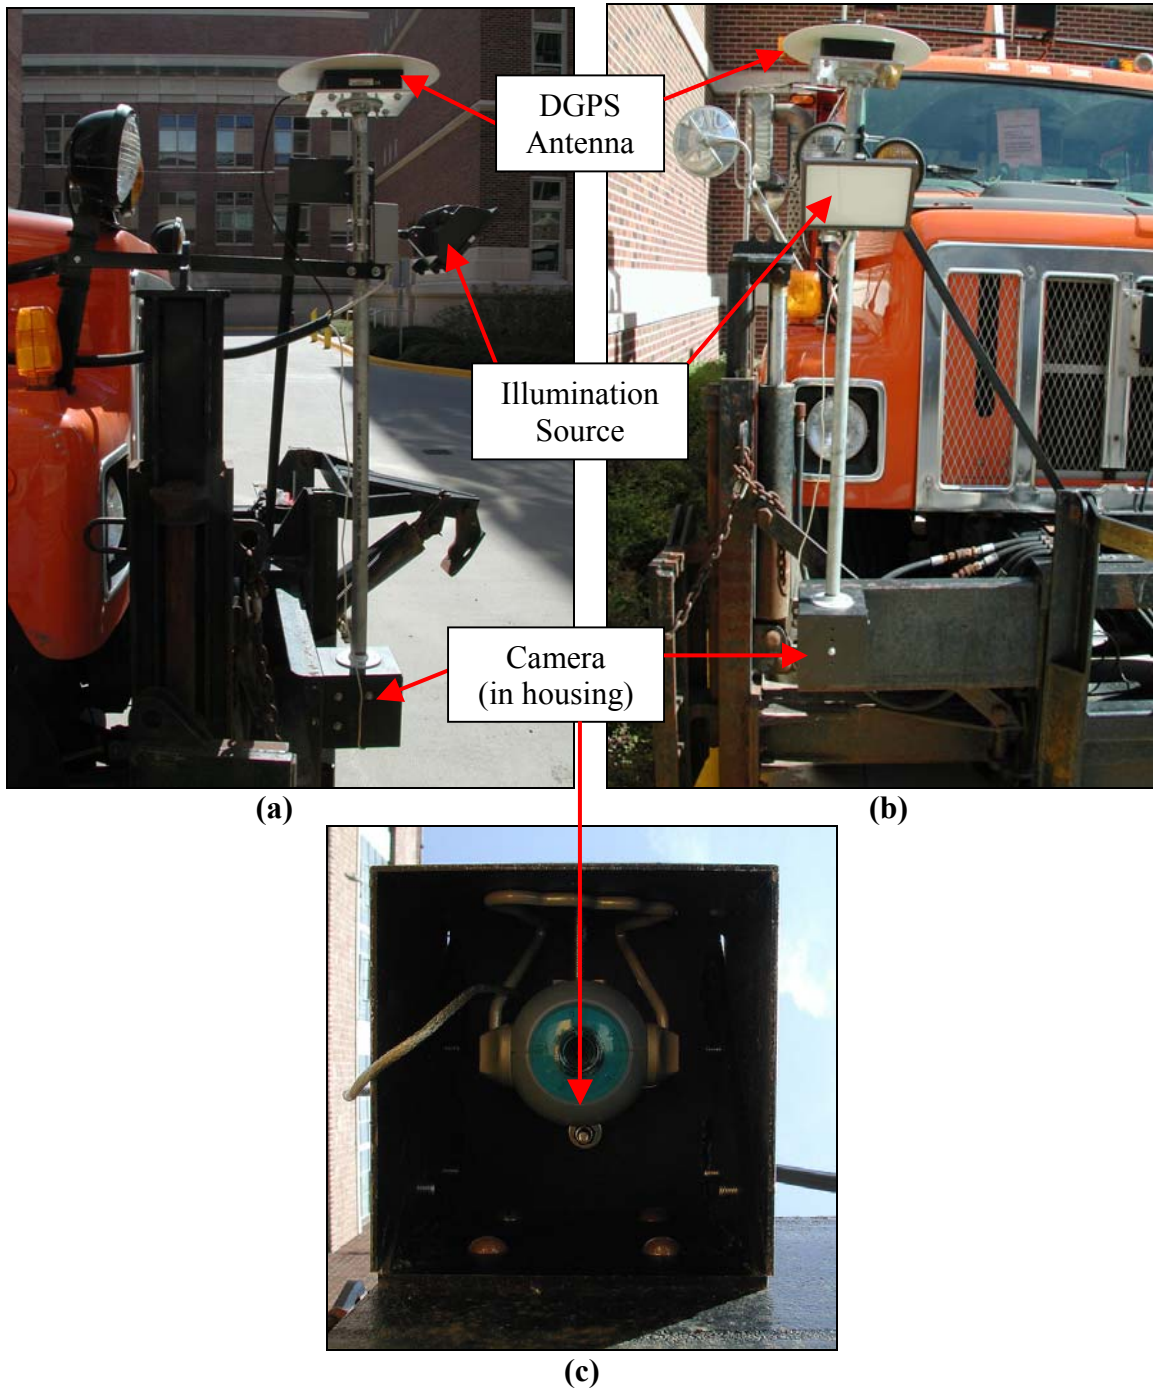 DGPS
Antenna
Illumination
Source
Camera
(in housing)
(a)
(b)
(c)